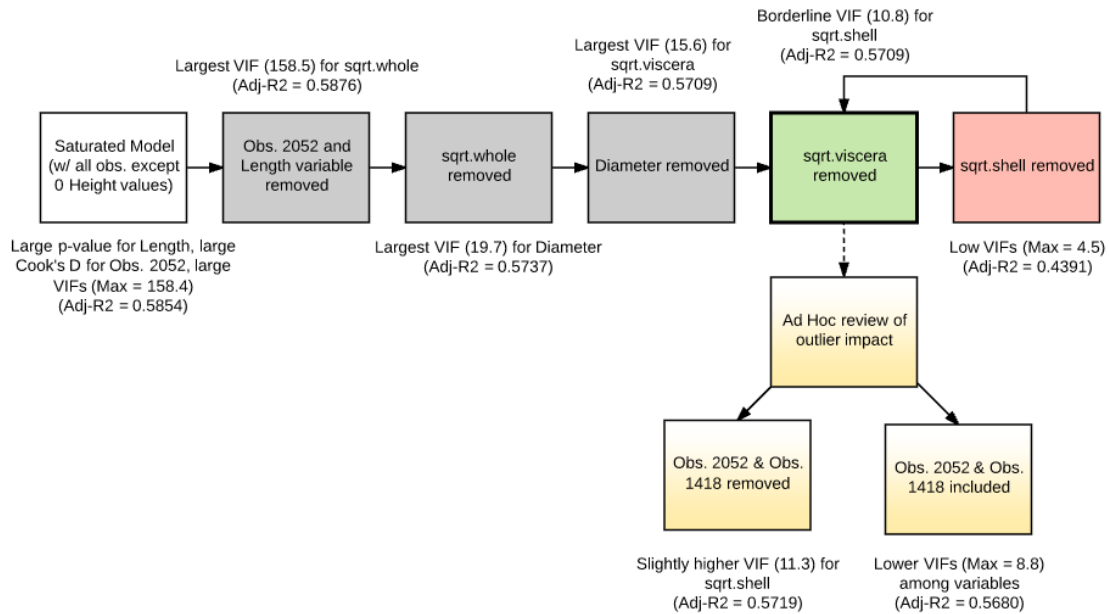 Borderline VIF (10.8) for
sqrt.shell
(Adj-R2 = 0.5709)
Largest VIF (15.6) for
sqrt.viscera
(Adj-R2 = 0.5709)
Largest VIF (158.5) for sqrt.whole
(Adj-R2 = 0.5876)
Saturated Model
(w/ all obs. except
0 Height values)
Obs. 2052 and
Length variable
removed
sqrt.whole
removed
Diameter removed
sqrt.viscera
removed
sqrt.shell removed
Large p-value for Length, large
Cook's D for Obs. 2052, large
VIFs (Max = 158.4)
(Adj-R2 = 0.5854)
Largest VIF (19.7) for Diameter
(Adj-R2 = 0.5737)
Low VIFs (Max = 4.5)
(Adj-R2 = 0.4391)
Ad Hoc review of
outlier impact
Obs. 2052 & Obs.
1418 removed
Obs. 2052 & Obs.
1418 included
Slightly higher VIF (11.3) for
sqrt.shell
(Adj-R2 = 0.5719)
Lower VIFs (Max = 8.8)
among variables
(Adj-R2 = 0.5680)